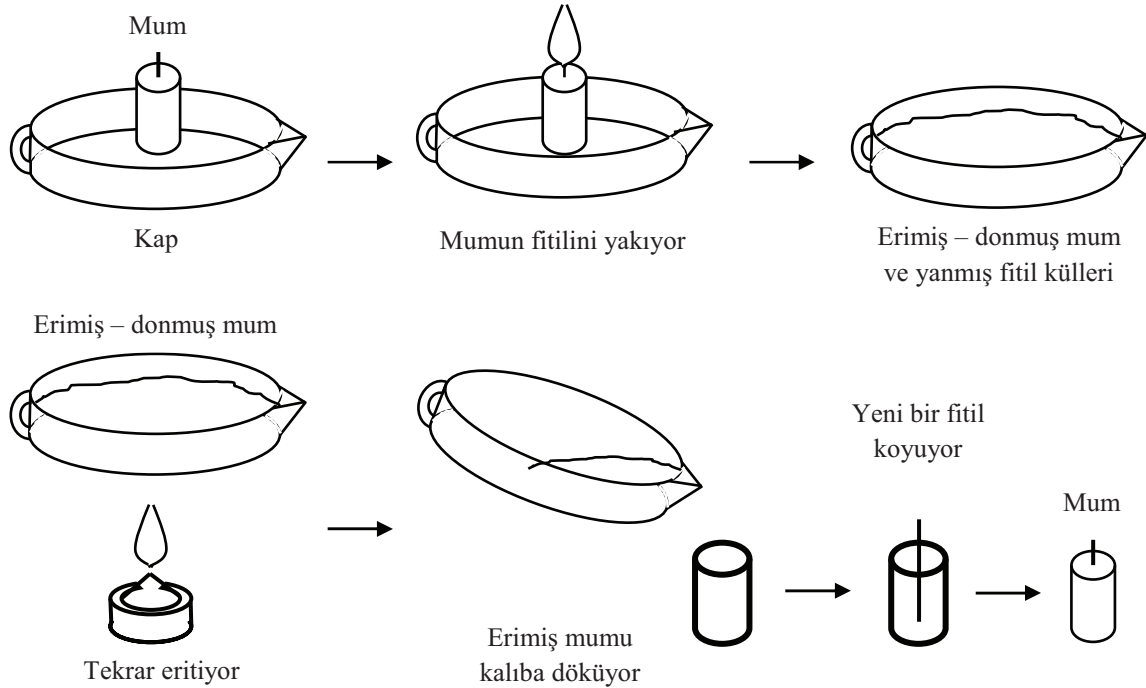 Mum
Kap
Mumun fitilini yakıyor
Erimiş – donmuş mum
ve yanmış fitil külleri
Erimiş – donmuş mum
Tekrar eritiyor
Erimiş mumu
kalıba döküyor
Yeni bir fitil
koyuyor
Mum